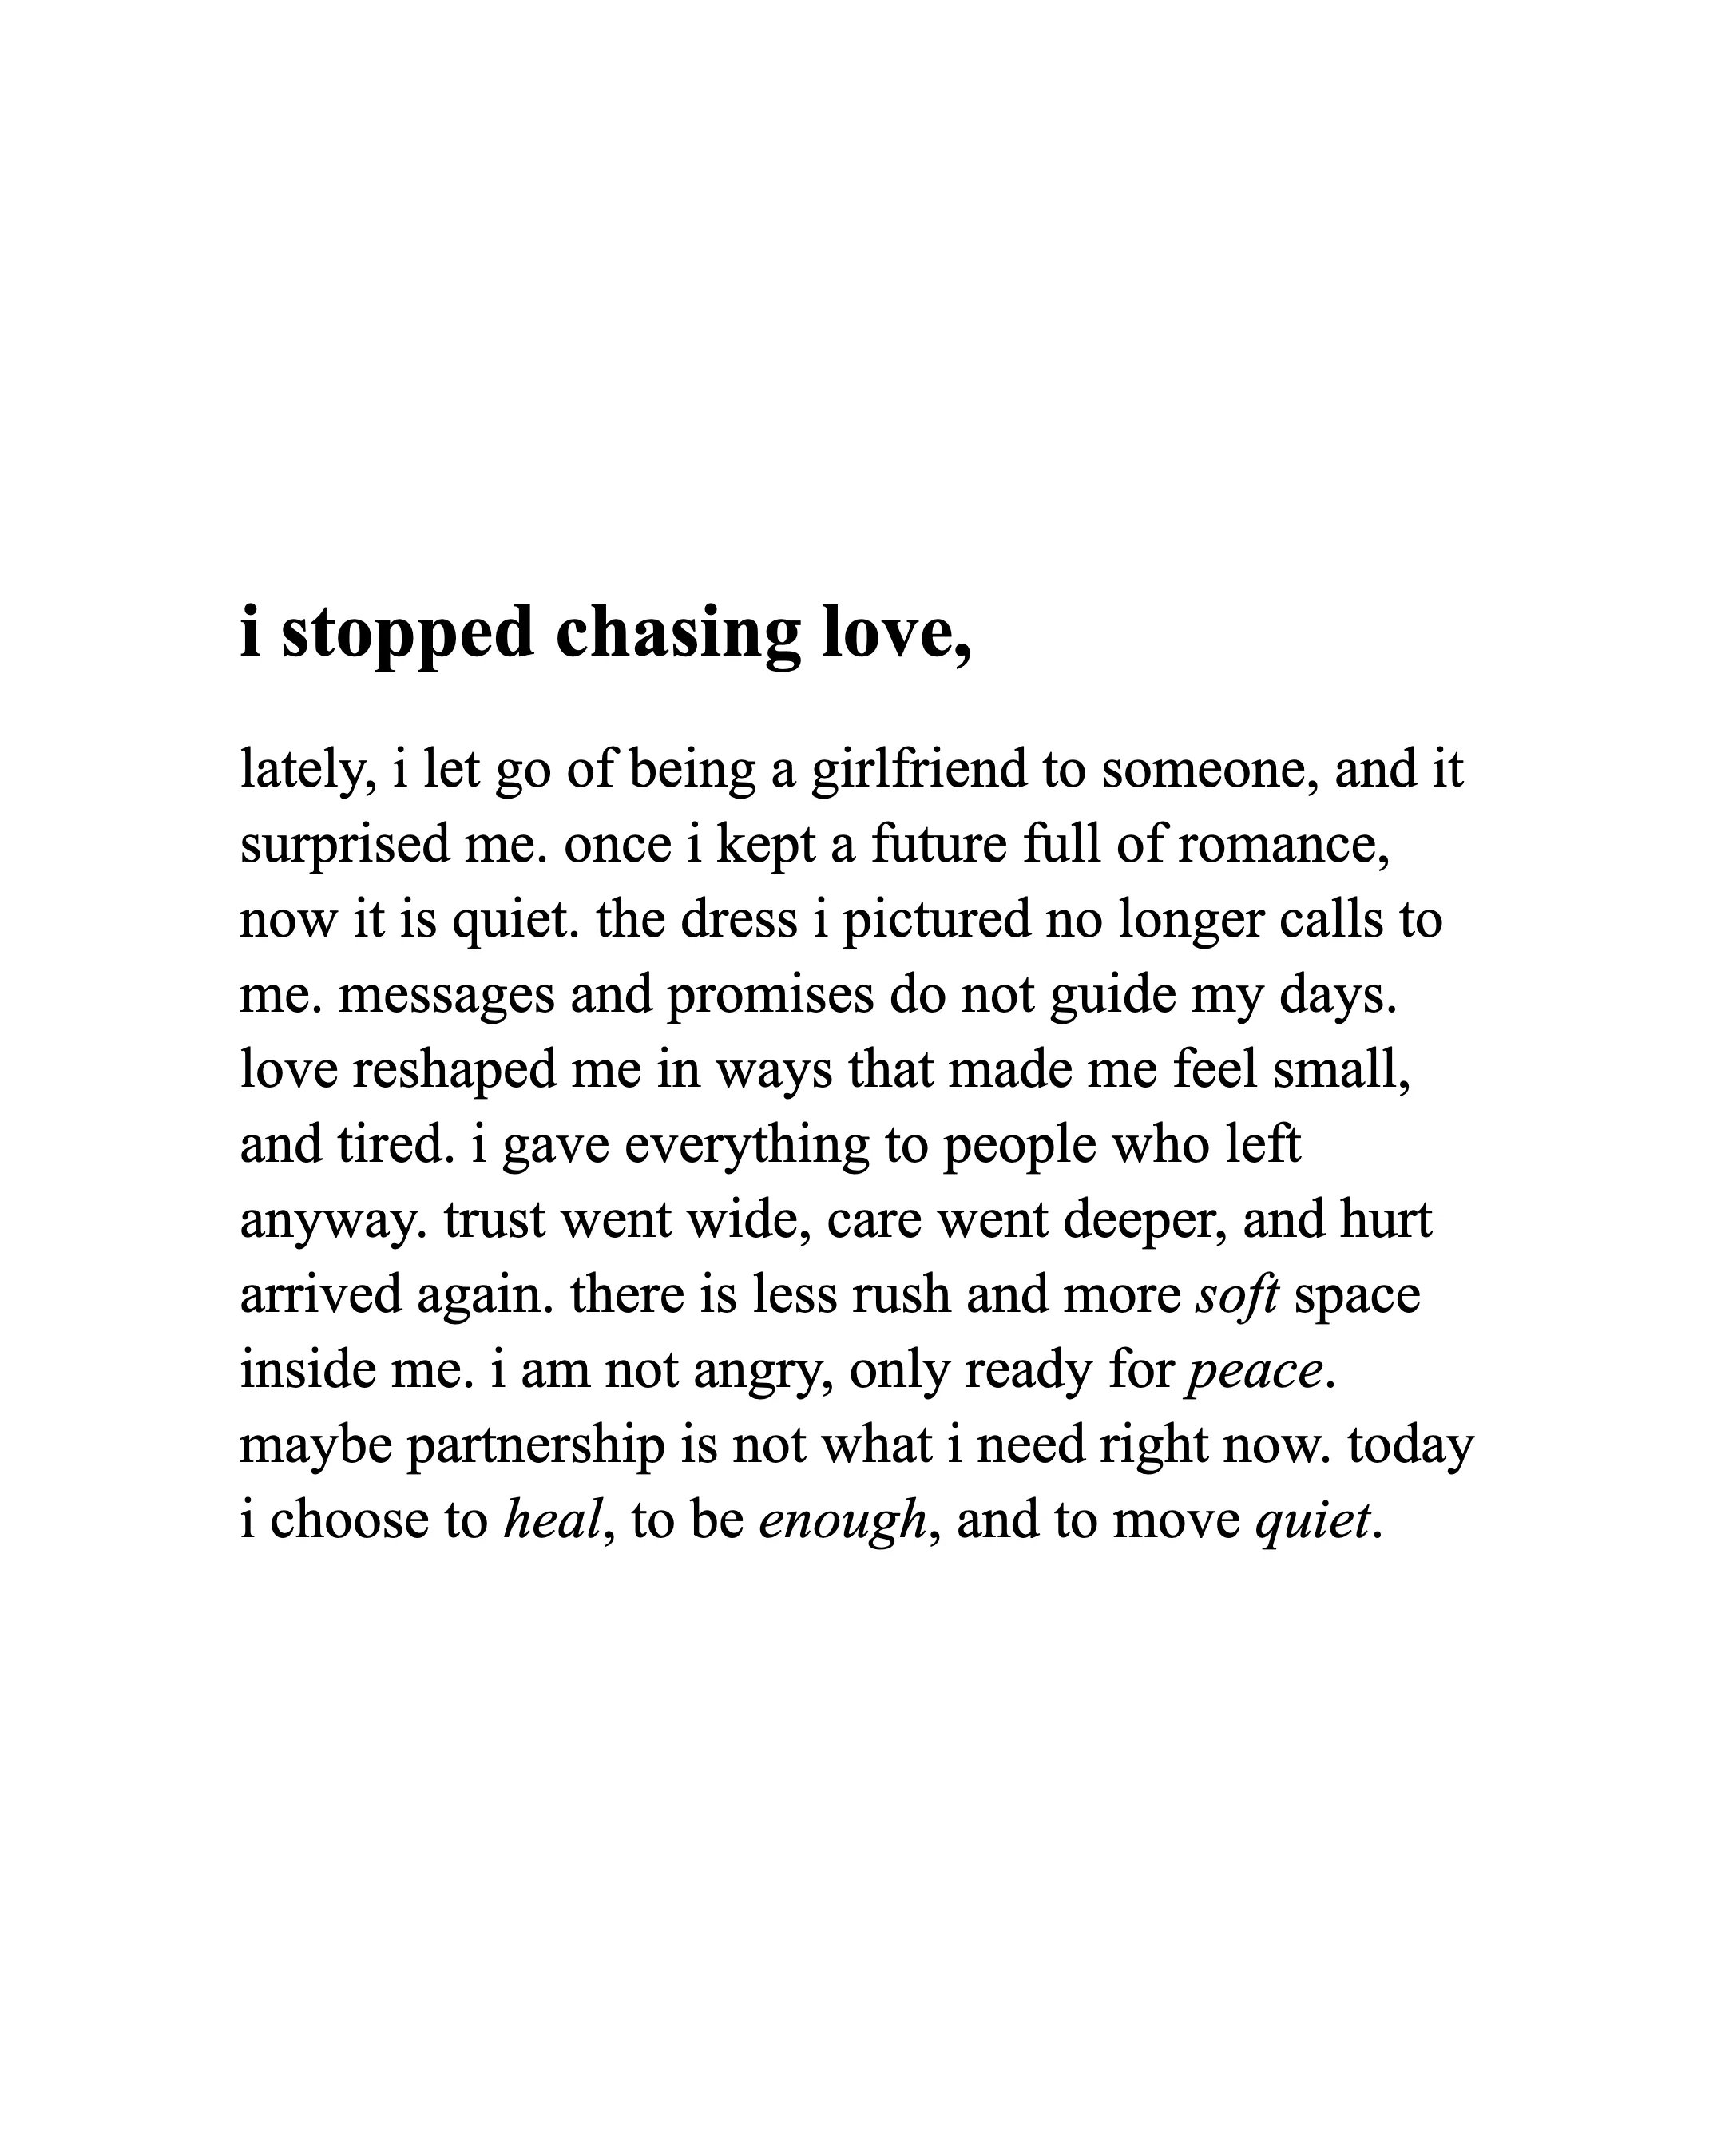 i stopped chasing love,
lately, i let go of being a girlfriend to someone, and it
surprised me. once i kept a future full of romance,
now it is quiet. the dress i pictured no longer calls to
me. messages and promises do not guide my days.
love reshaped me in ways that made me feel small,
and tired. i gave everything to people who left
anyway. trust went wide, care went deeper, and hurt
arrived again. there is less rush and more soft space
inside me. i am not angry, only ready for peace.
maybe partnership is not what i need right now. today
i choose to heal, to be enough, and to move quiet.